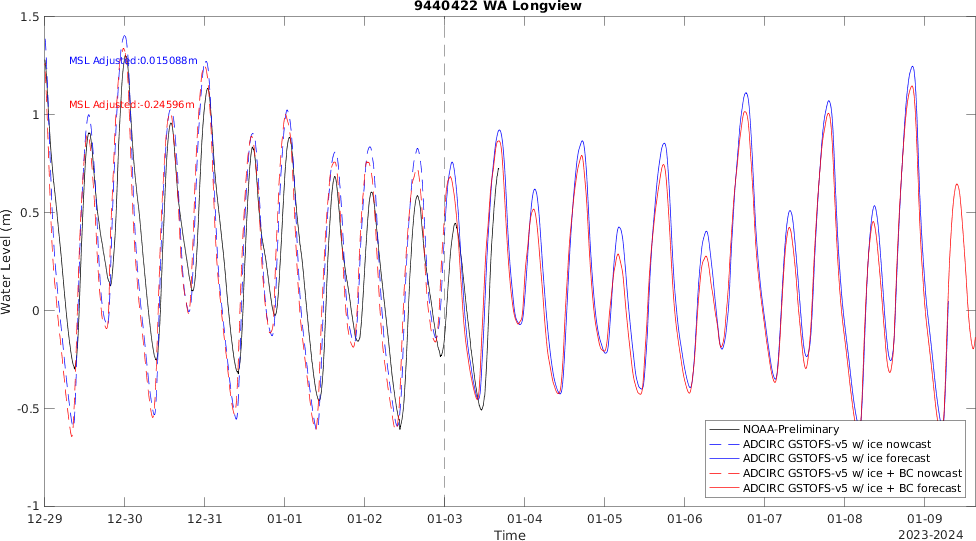 9440422 WA Longview
1.5
MSL Adjusted:0.015088m
MSL Adjusted:-0.24596m
1
0.5
0
-0.5
-1
Water Level (m)
NOAA-Preliminary
ADCIRC GSTOFS-v5 w/ ice nowcast
ADCIRC GSTOFS-v5 w/ ice forecast
ADCIRC GSTOFS-v5 w/ ice + BC nowcast
ADCIRC GSTOFS-v5 w/ ice + BC forecast
12-29 12-30 12-31 01-01 01-02 01-03 01-04 01-05 01-06 01-07 01-08 01-09
Time
2023-2024